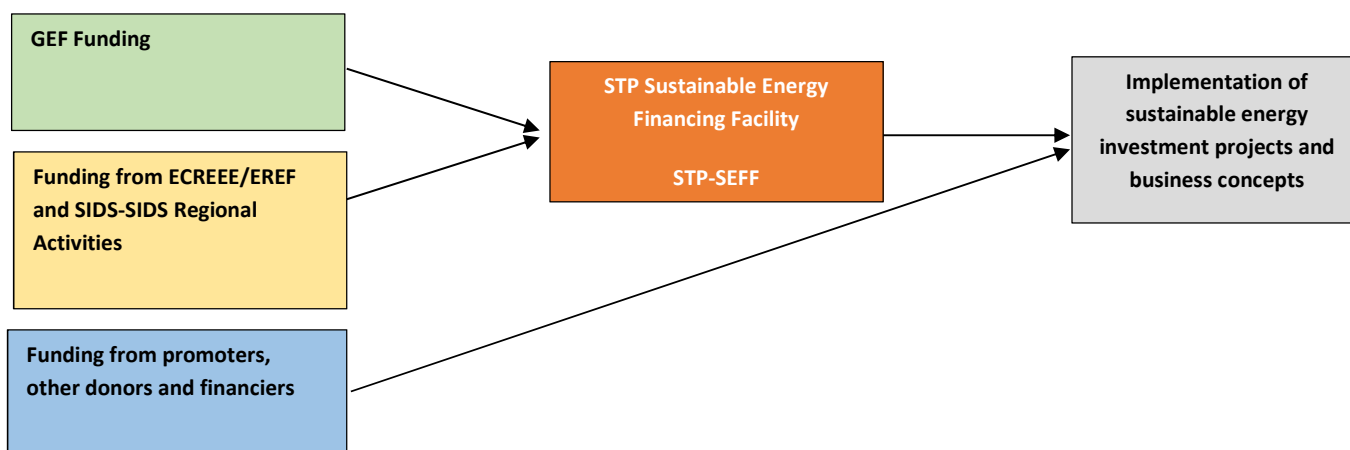 GEF Funding
Funding from ECREEE/EREF
and SIDS-SIDS Regional
Activities
Funding from promoters,
other donors and financiers
STP Sustainable Energy
Financing Facility
STP-SEFF
Implementation of
sustainable energy
investment projects and
business concepts